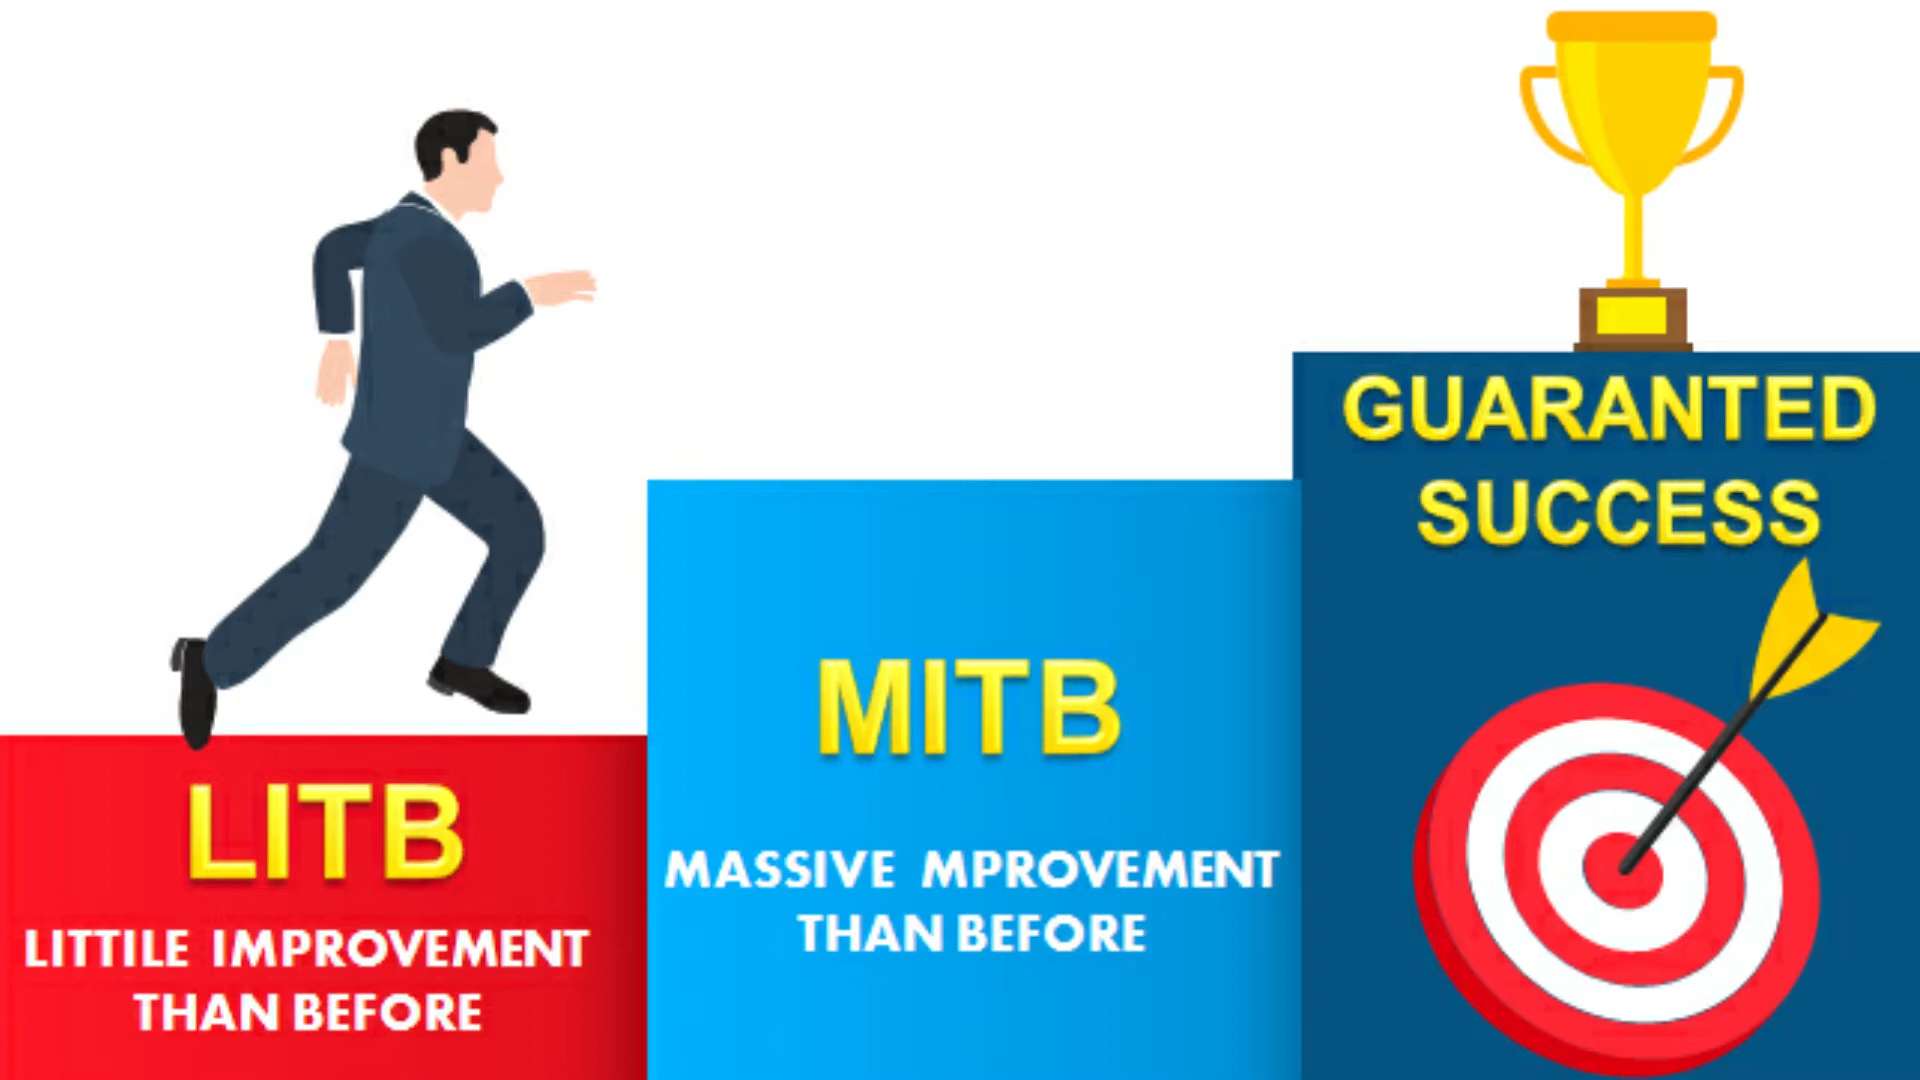 LITB
LITTILE IMPROVEMENT
THAN BEFORE
MITB
MASSIVE MPROVEMENT
THAN BEFORE
GUARANTED
SUCCESS